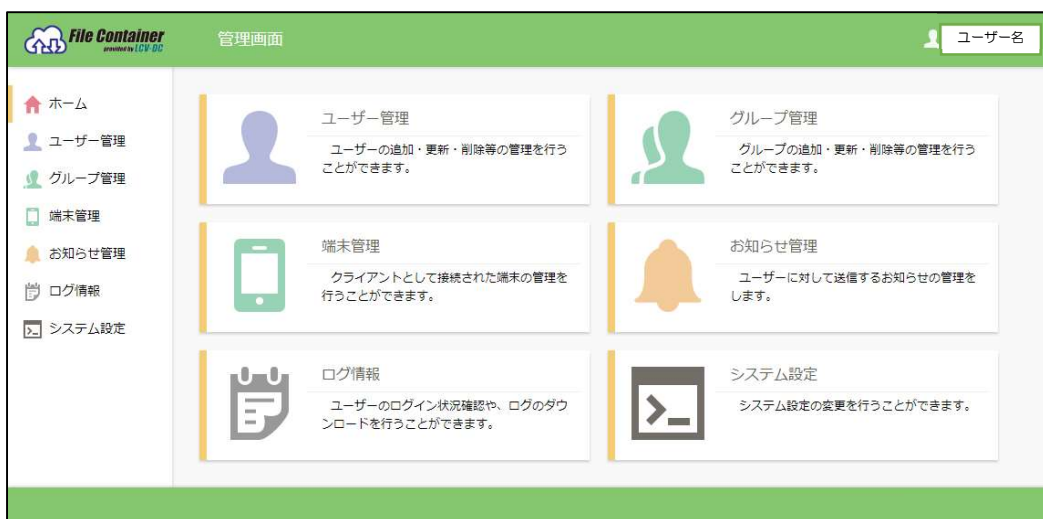 File Container
provided by LCV-DC
管理画面
ユーザー名
ホーム
ユーザー管理
グループ管理
端末管理
お知らせ管理
ログ情報
システム設定
ユーザー管理
ユーザーの追加・更新・削除等の管理を行う
ことができます。
グループ管理
グループの追加・更新・削除等の管理を行う
ことができます。
端末管理
クライアントとして接続された端末の管理を
行うことができます。
お知らせ管理
ユーザーに対して送信するお知らせの管理を
します。
ログ情報
ユーザーのログイン状況確認や、ログのダウ
ンロードを行うことができます。
システム設定
システム設定の変更を行うことができます。